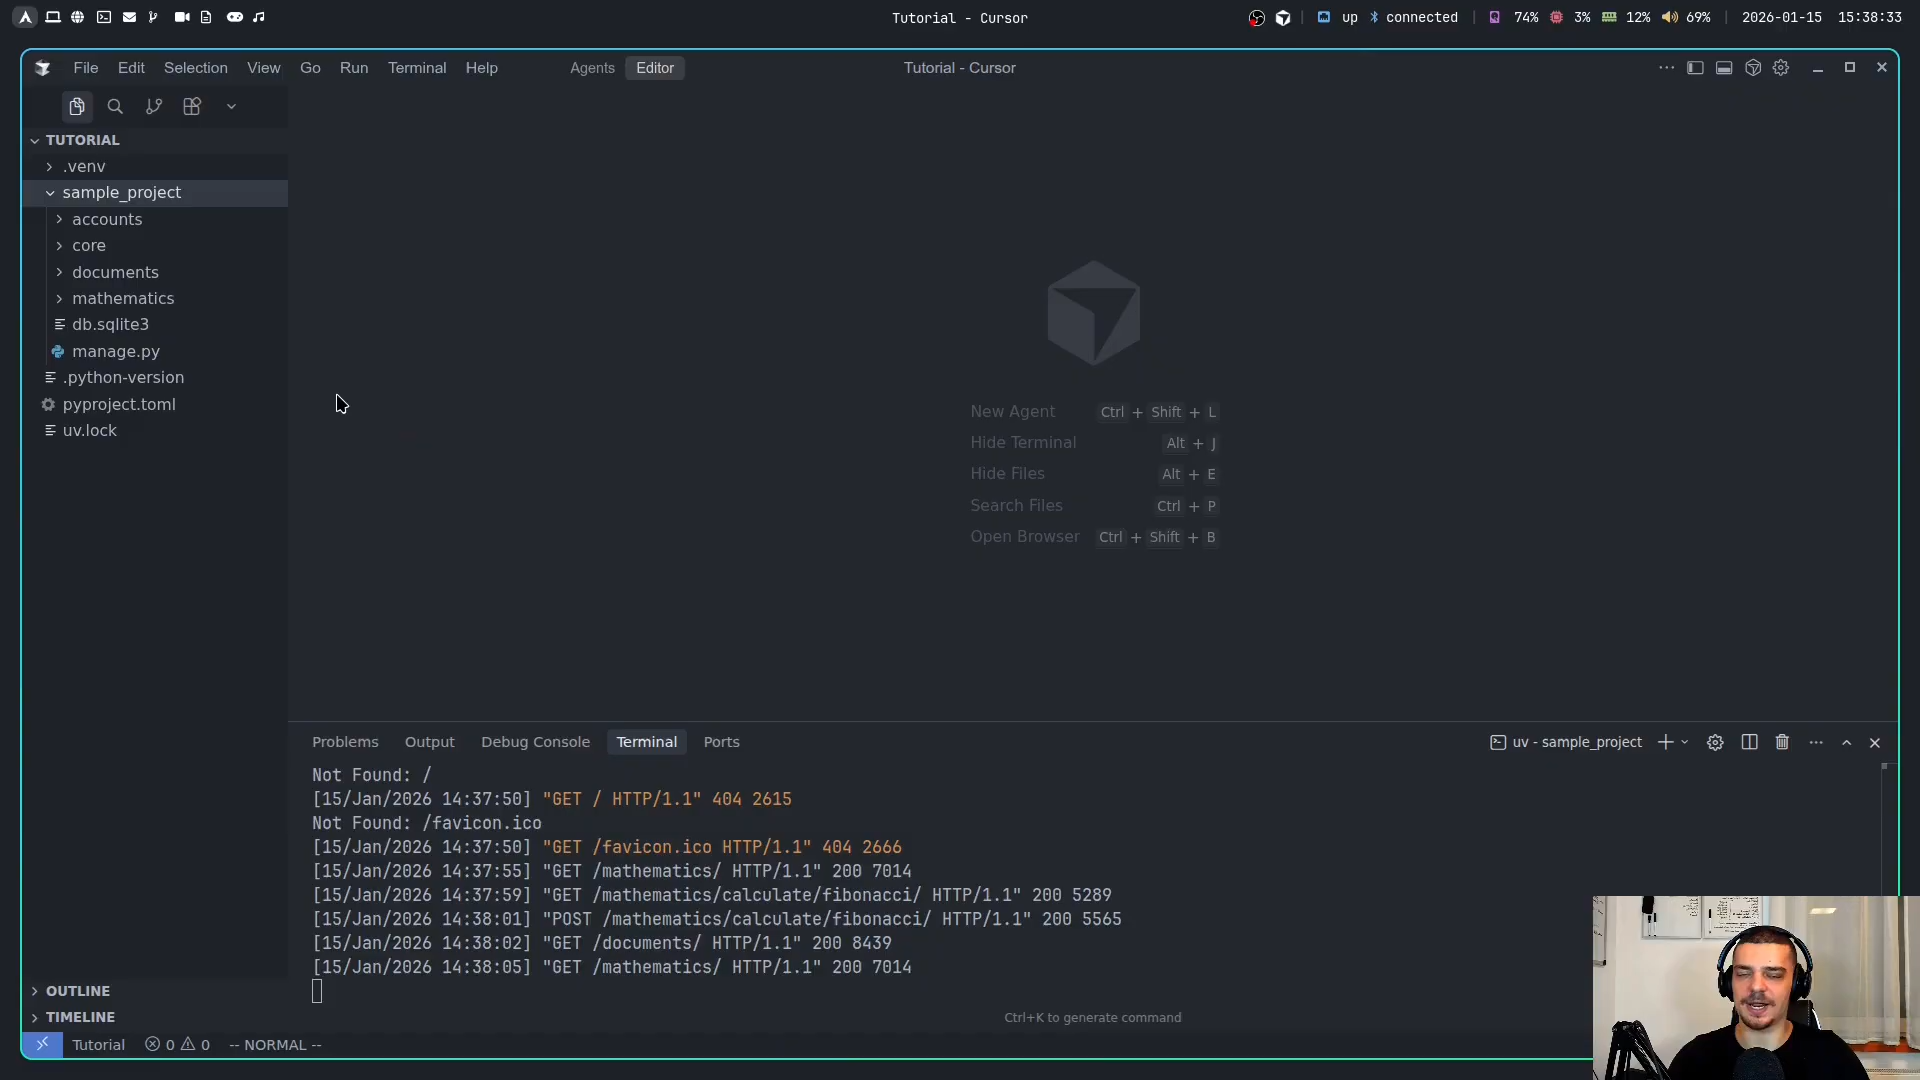 Tutorial - Cursor
up connected 74% 3% 12% 69% 2026-01-15 15:38:33
File Edit Selection View Go Run Terminal Help Agents Editor Tutorial - Cursor
TUTORIAL
.venv
sample_project
accounts
core
documents
mathematics
db.sqlite3
manage.py
.python-version
pyproject.toml
uv.lock
New Agent Ctrl + Shift + L
Hide Terminal Alt + J
Hide Files Alt + E
Search Files Ctrl + P
Open Browser Ctrl + Shift + B
Problems Output Debug Console Terminal Ports uv - sample_project
Not Found: /
[15/Jan/2026 14:37:50] "GET / HTTP/1.1" 404 2615
Not Found: /favicon.ico
[15/Jan/2026 14:37:50] "GET /favicon.ico HTTP/1.1" 404 2666
[15/Jan/2026 14:37:55] "GET /mathematics/ HTTP/1.1" 200 7014
[15/Jan/2026 14:37:59] "GET /mathematics/calculate/fibonacci/ HTTP/1.1" 200 5289
[15/Jan/2026 14:38:01] "POST /mathematics/calculate/fibonacci/ HTTP/1.1" 200 5565
[15/Jan/2026 14:38:02] "GET /documents/ HTTP/1.1" 200 8439
[15/Jan/2026 14:38:05] "GET /mathematics/ HTTP/1.1" 200 7014
Ctrl+K to generate command
OUTLINE
TIMELINE
Tutorial 0 0 -- NORMAL --